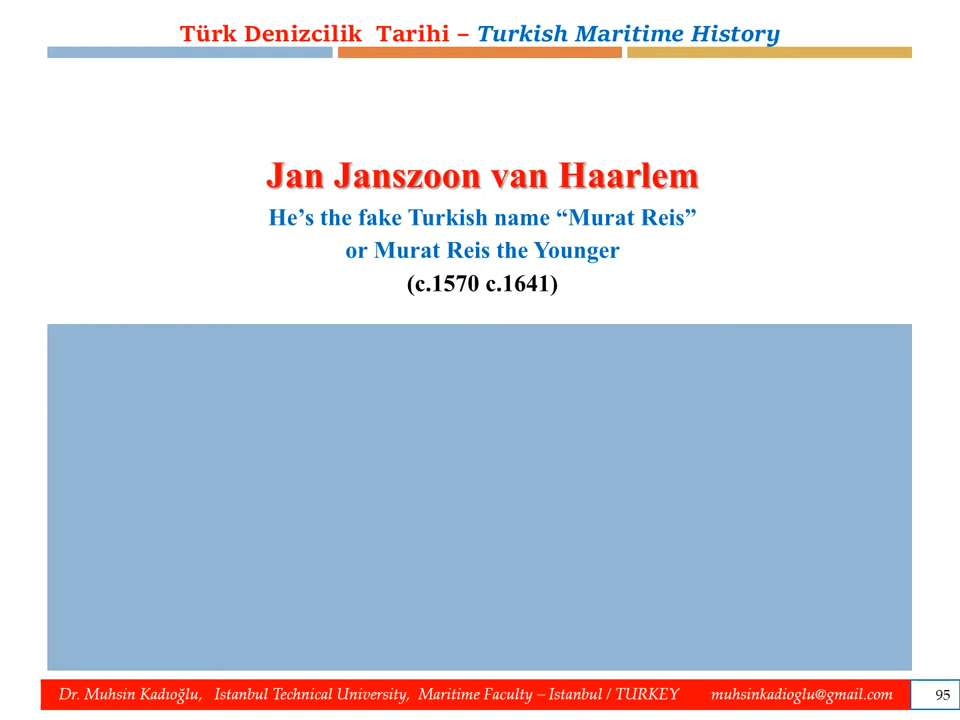 Türk Denizcilik Tarihi – Turkish Maritime History
Jan Janszoon van Haarlem
He’s the fake Turkish name “Murat Reis”
or Murat Reis the Younger
(c.1570 c.1641)
Dr. Muhsin Kadıoğlu, Istanbul Technical University, Maritime Faculty – Istanbul / TURKEY muhsinkadioglu@gmail.com 95